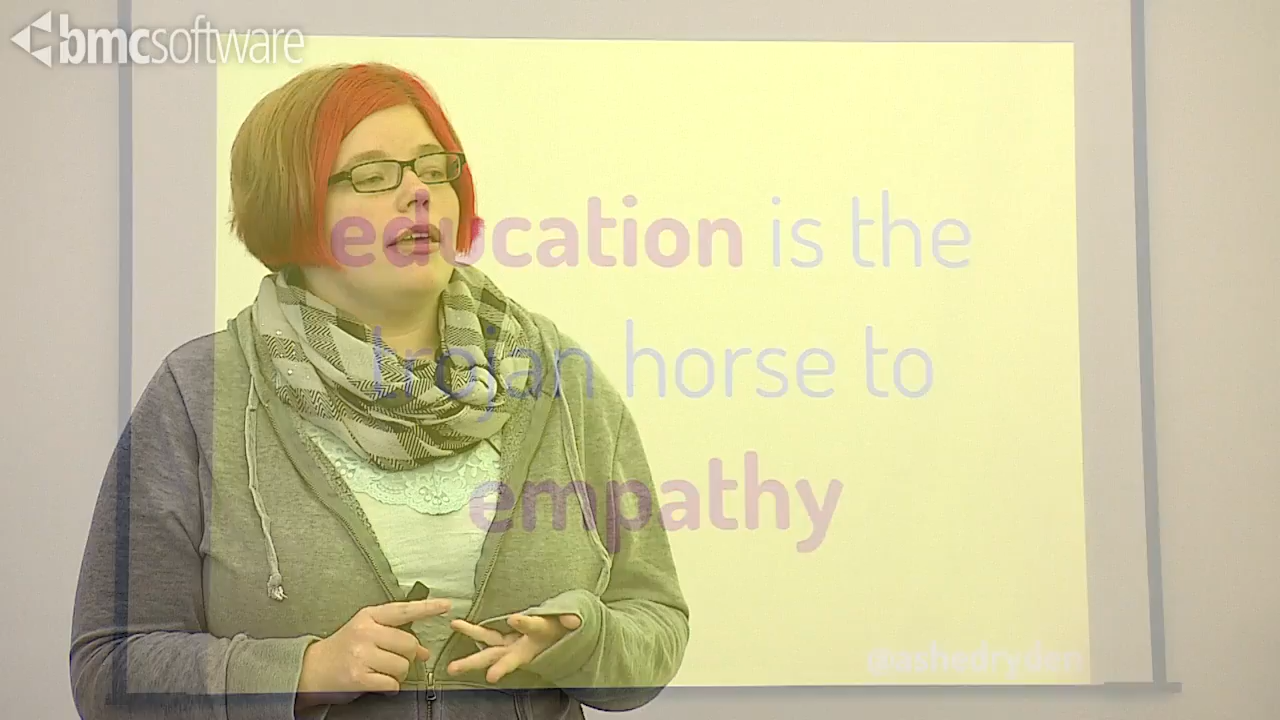 bmcsoftware
education is the
trojan horse to
empathy
@ashedryden